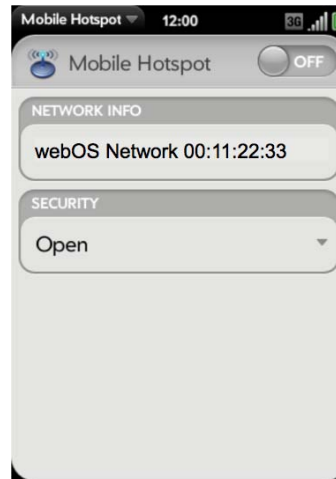 Mobile Hotspot 12:00 3G
Mobile Hotspot OFF
NETWORK INFO
webOS Network 00:11:22:33
SECURITY
Open